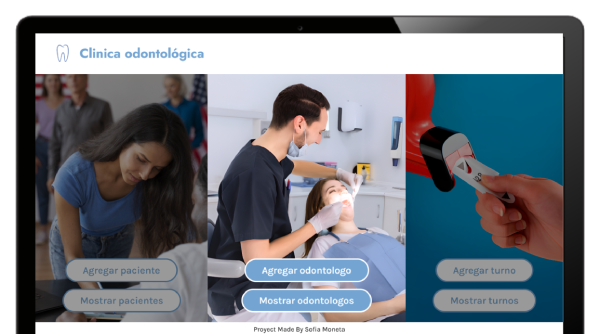 Clinica odontológica
Agregar paciente
Mostrar pacientes
Agregar odontologo
Mostrar odontologos
Agregar turno
Mostrar turnos
Proyect Made By Sofia Moneta